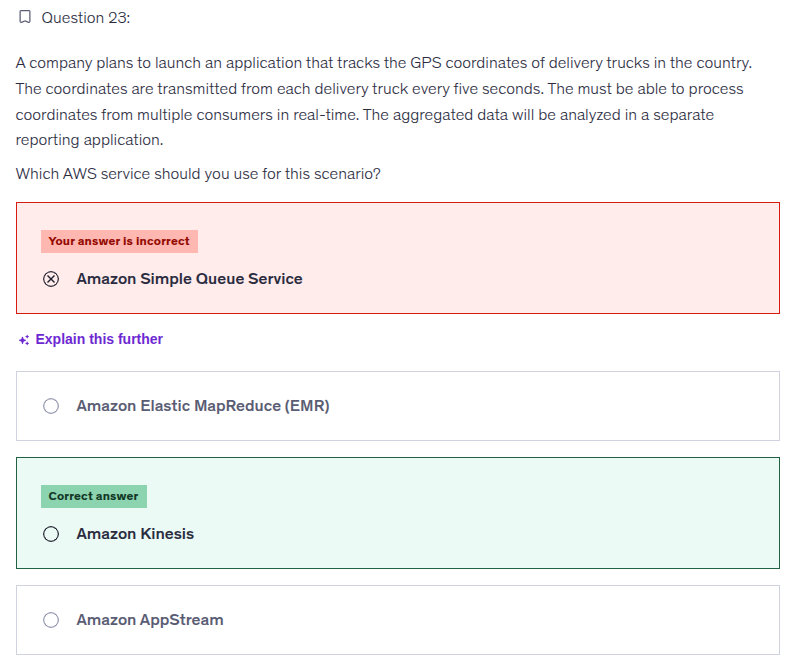 Question 23:
A company plans to launch an application that tracks the GPS coordinates of delivery trucks in the country.
The coordinates are transmitted from each delivery truck every five seconds. The must be able to process
coordinates from multiple consumers in real-time. The aggregated data will be analyzed in a separate
reporting application.
Which AWS service should you use for this scenario?
Your answer is incorrect
Amazon Simple Queue Service
Explain this further
Amazon Elastic MapReduce (EMR)
Correct answer
Amazon Kinesis
Amazon AppStream